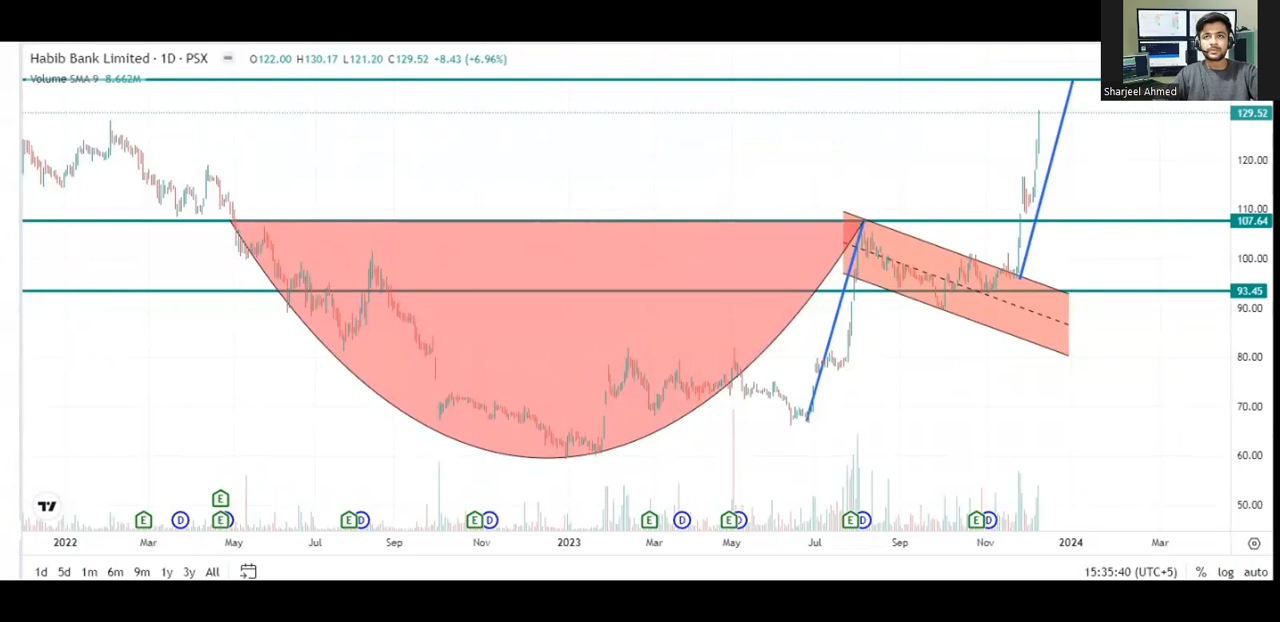 Habib Bank Limited · 1D · PSX O122.00 H130.17 L121.20 C129.52 +8.43 (+6.96%)
Volume SMA 9 8.662M
Sharjeel Ahmed
129.52
120.00
110.00
107.64
100.00
93.45
90.00
80.00
70.00
60.00
50.00
E
E D E D E D E D E D E D E D E D
2022 Mar May Jul Sep Nov 2023 Mar May Jul Sep Nov 2024 Mar
1d 5d 1m 6m 9m 1y 3y All 15:35:40 (UTC+5) % log auto